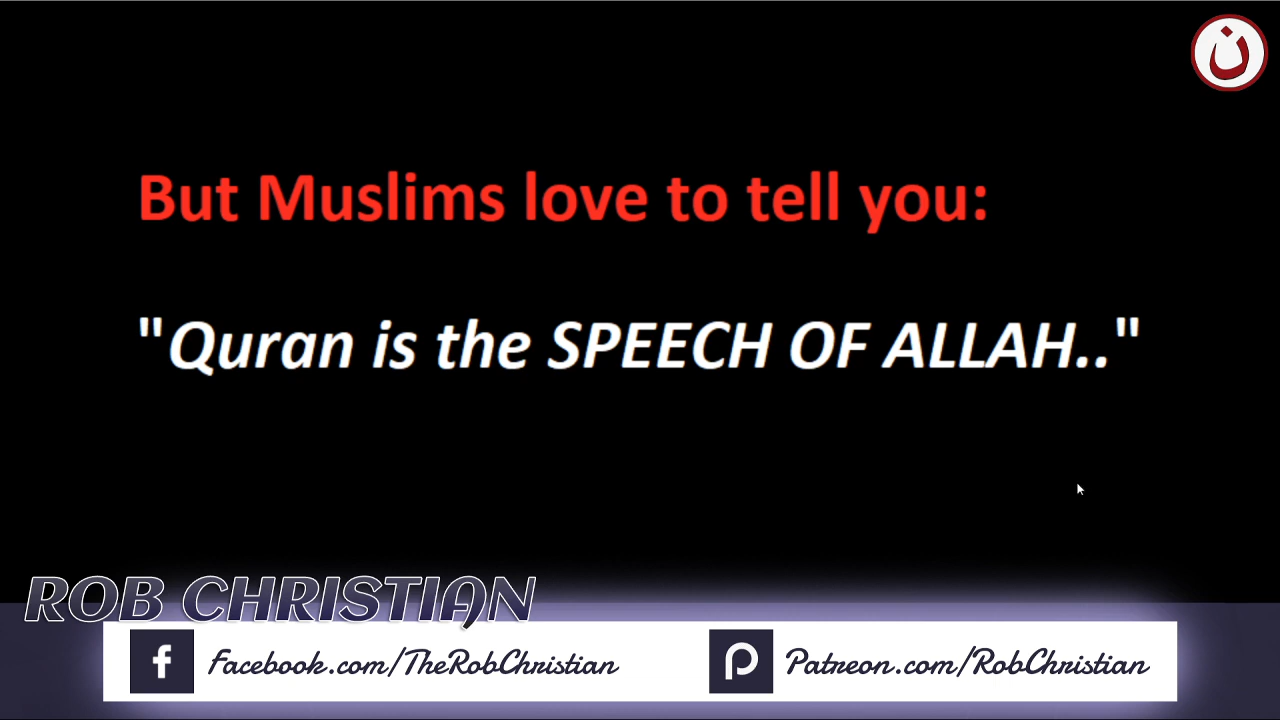 ن
But Muslims love to tell you:
"Quran is the SPEECH OF ALLAH.."
ROB CHRISTIAN
Facebook.com/TheRobChristian
Patreon.com/RobChristian